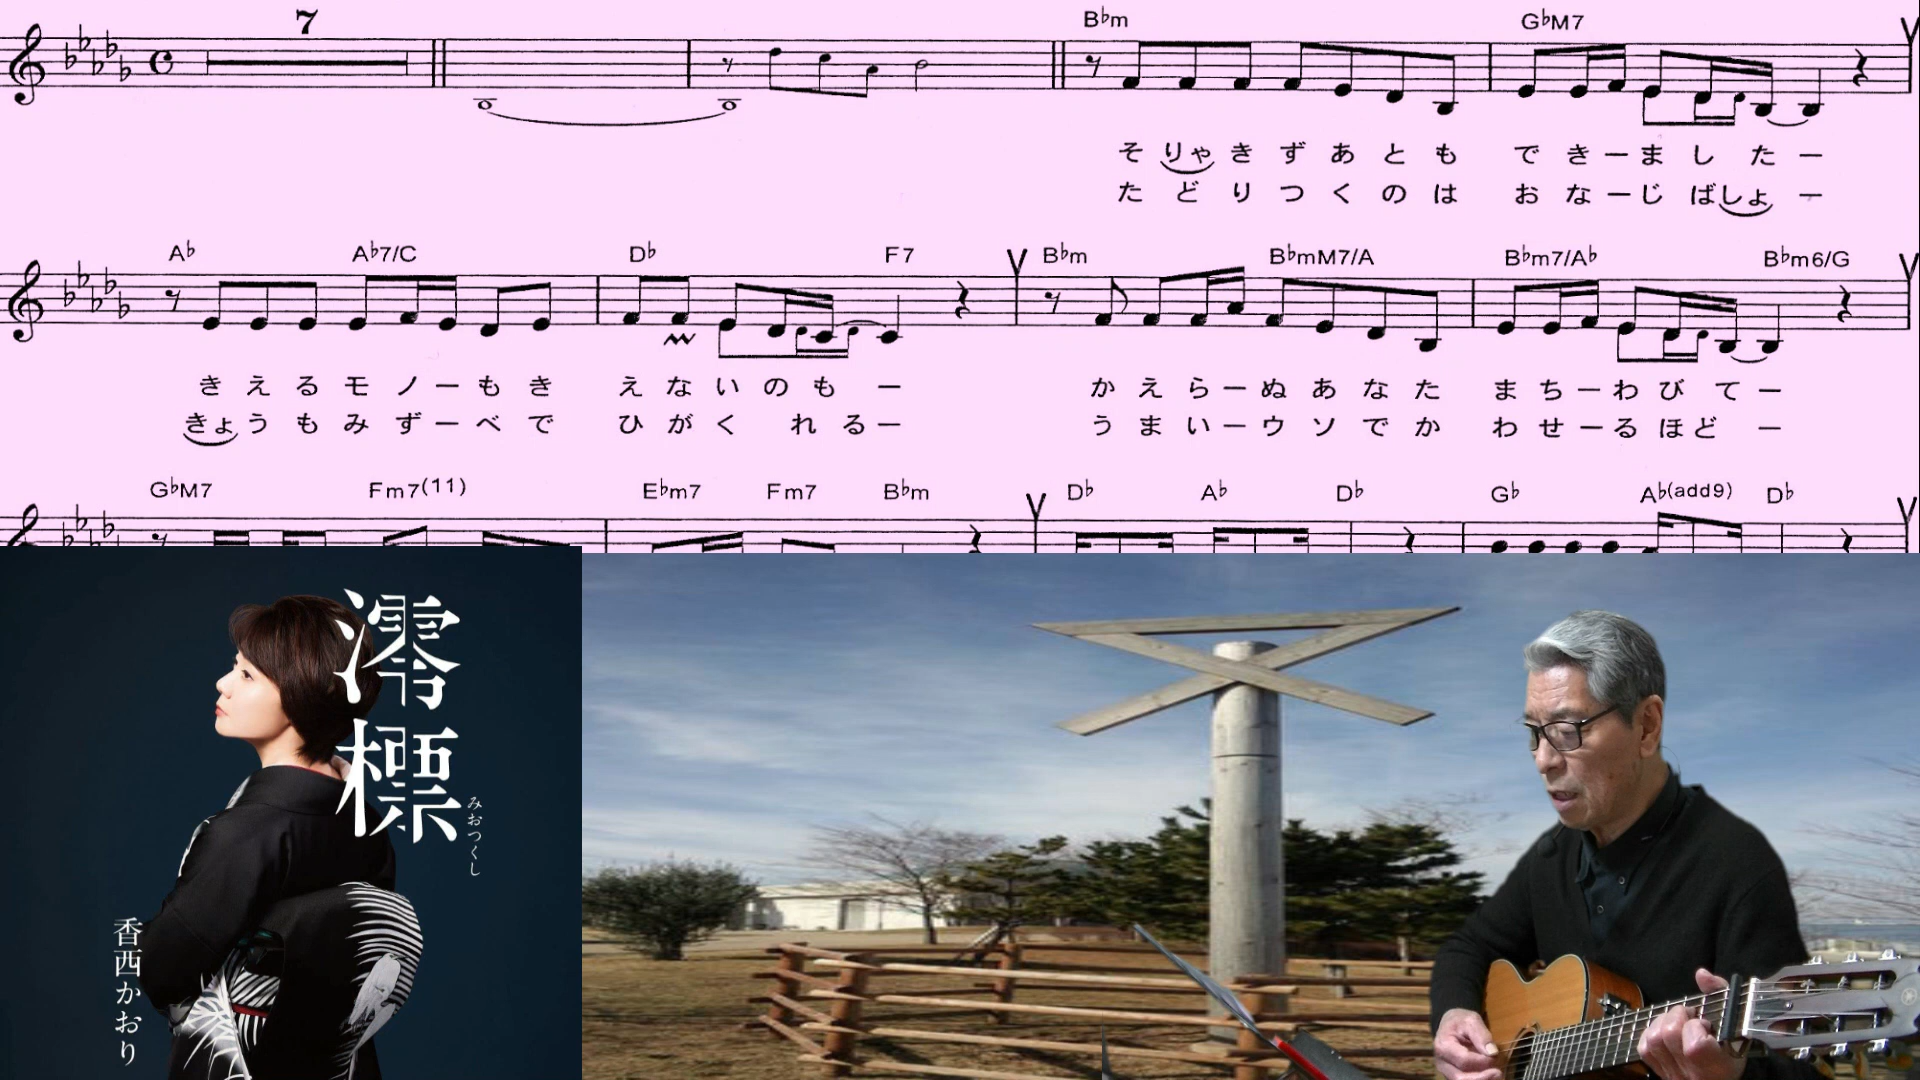 7
B♭m G♭M7
そりゃきずあとも できーました ー
たどりつくのは おなーじばしょ ー
A♭ A♭7/C D♭ F7 B♭m B♭mM7/A B♭m7/A♭ B♭m6/G
きえるモノーもき えないのも ー かえらーぬあなた まちーわびてー
きょうもみずーべで ひがくれるー うまいーウソでか わせーるほど ー
G♭M7 Fm7(11) E♭m7 Fm7 B♭m D♭ A♭ D♭ G♭ A♭(add9) D♭
澪標
みおつくし
香西かおり